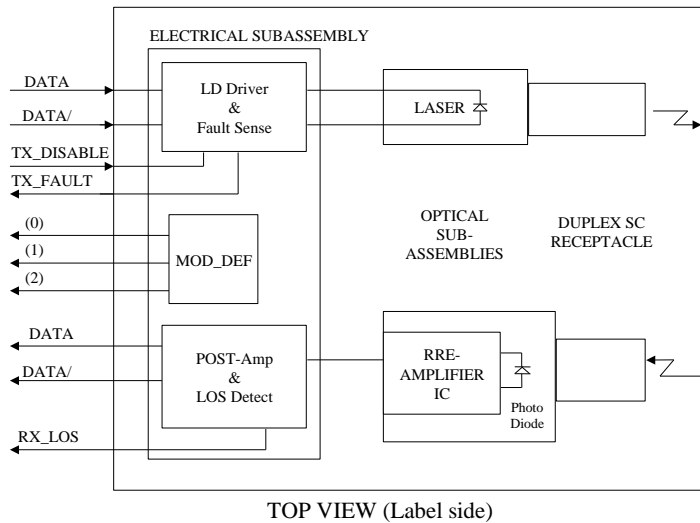 ELECTRICAL SUBASSEMBLY
DATA
DATA/
TX_DISABLE
TX_FAULT
LD Driver
&
Fault Sense
LASER
(0)
(1)
(2)
MOD_DEF
OPTICAL
SUB-
ASSEMBLIES
DUPLEX SC
RECEPTACLE
DATA
DATA/
RX_LOS
POST-Amp
&
LOS Detect
RRE-
AMPLIFIER
IC
Photo
Diode
TOP VIEW (Label side)